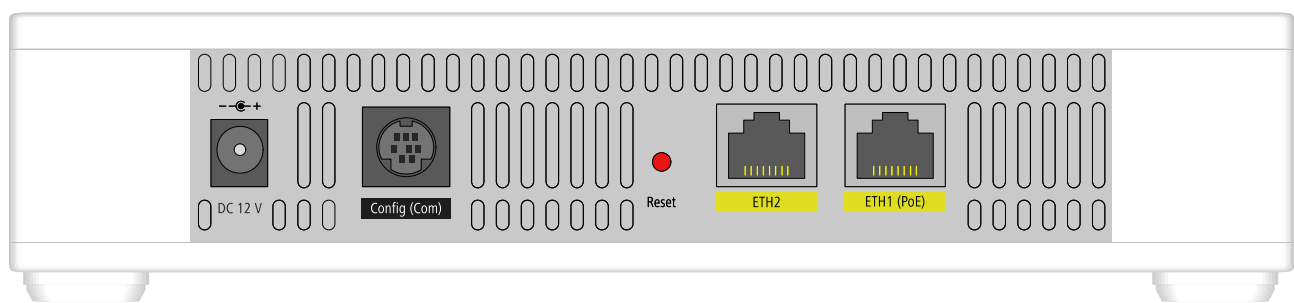 - +
DC 12 V
Config (Com)
Reset
ETH2
ETH1 (PoE)